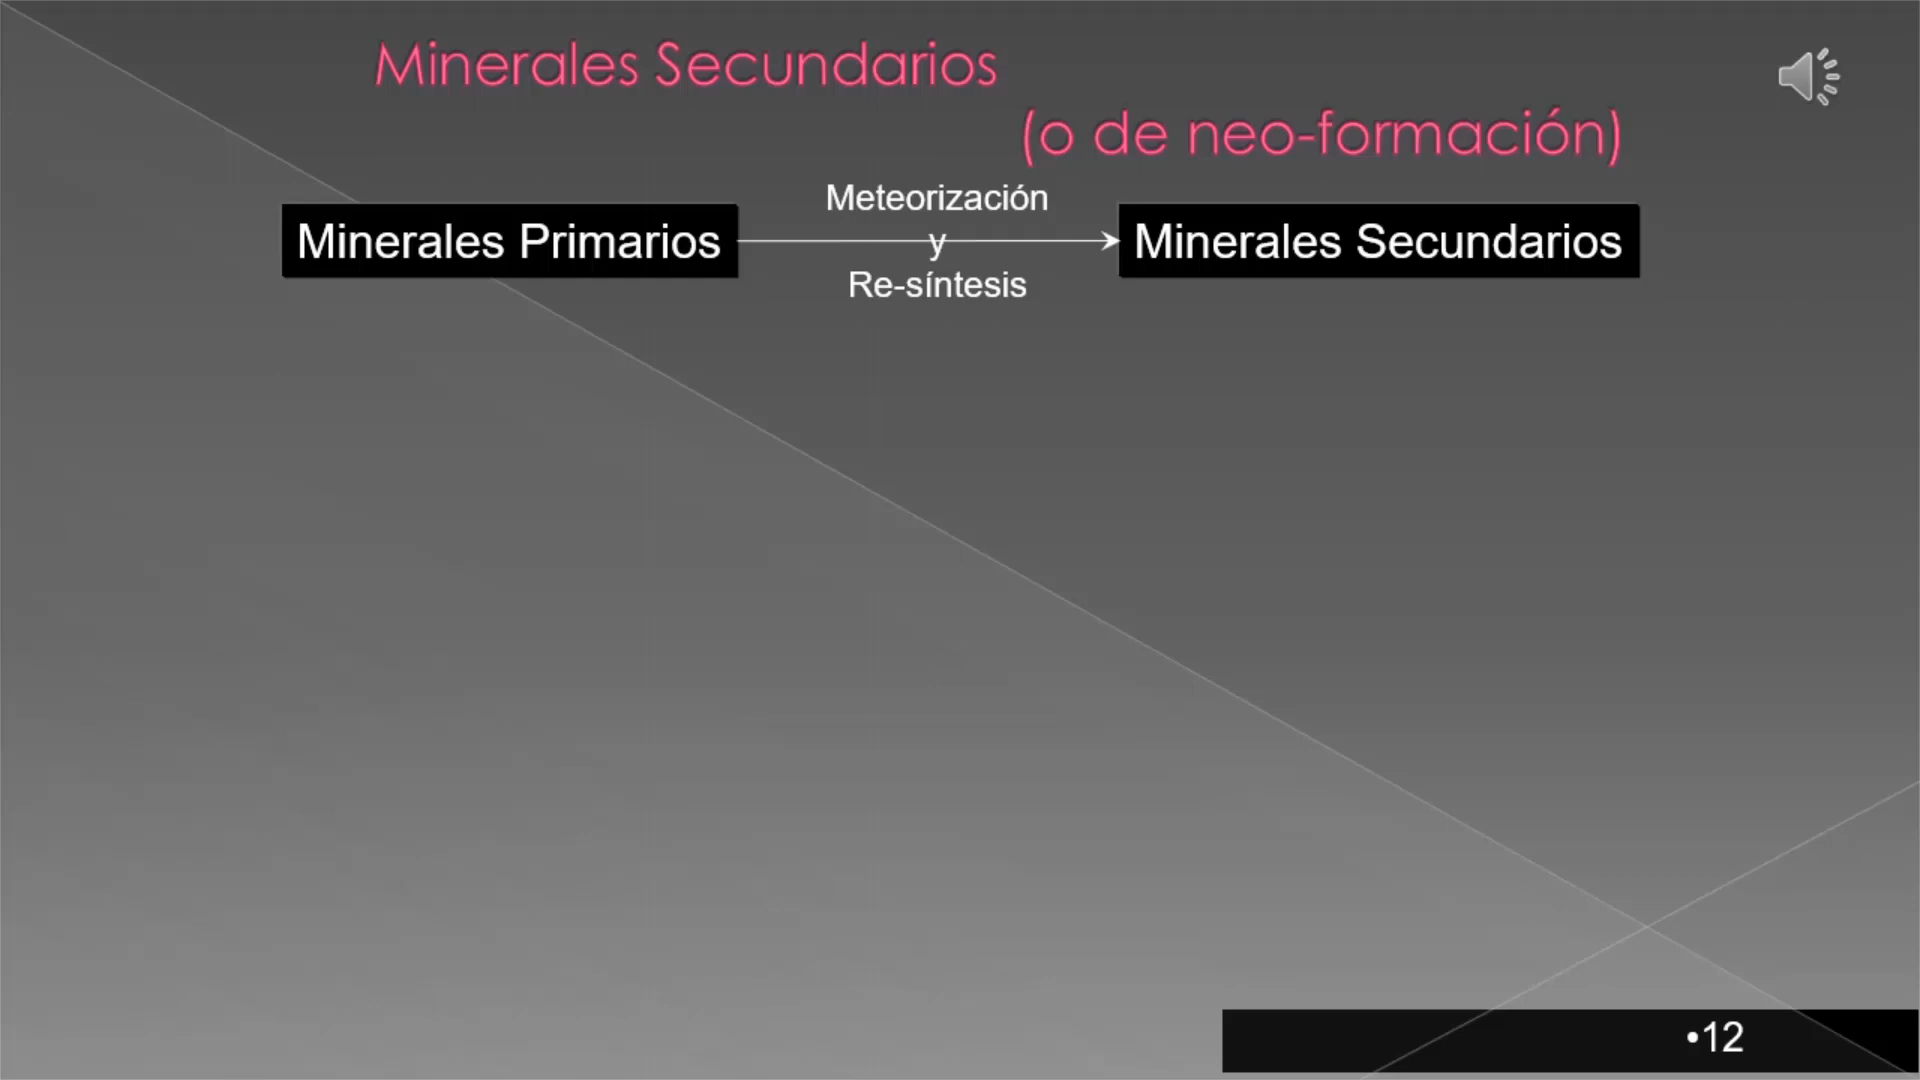 Minerales Secundarios
(o de neo-formación)
Minerales Primarios
Meteorización
y
Re-síntesis
Minerales Secundarios
•12